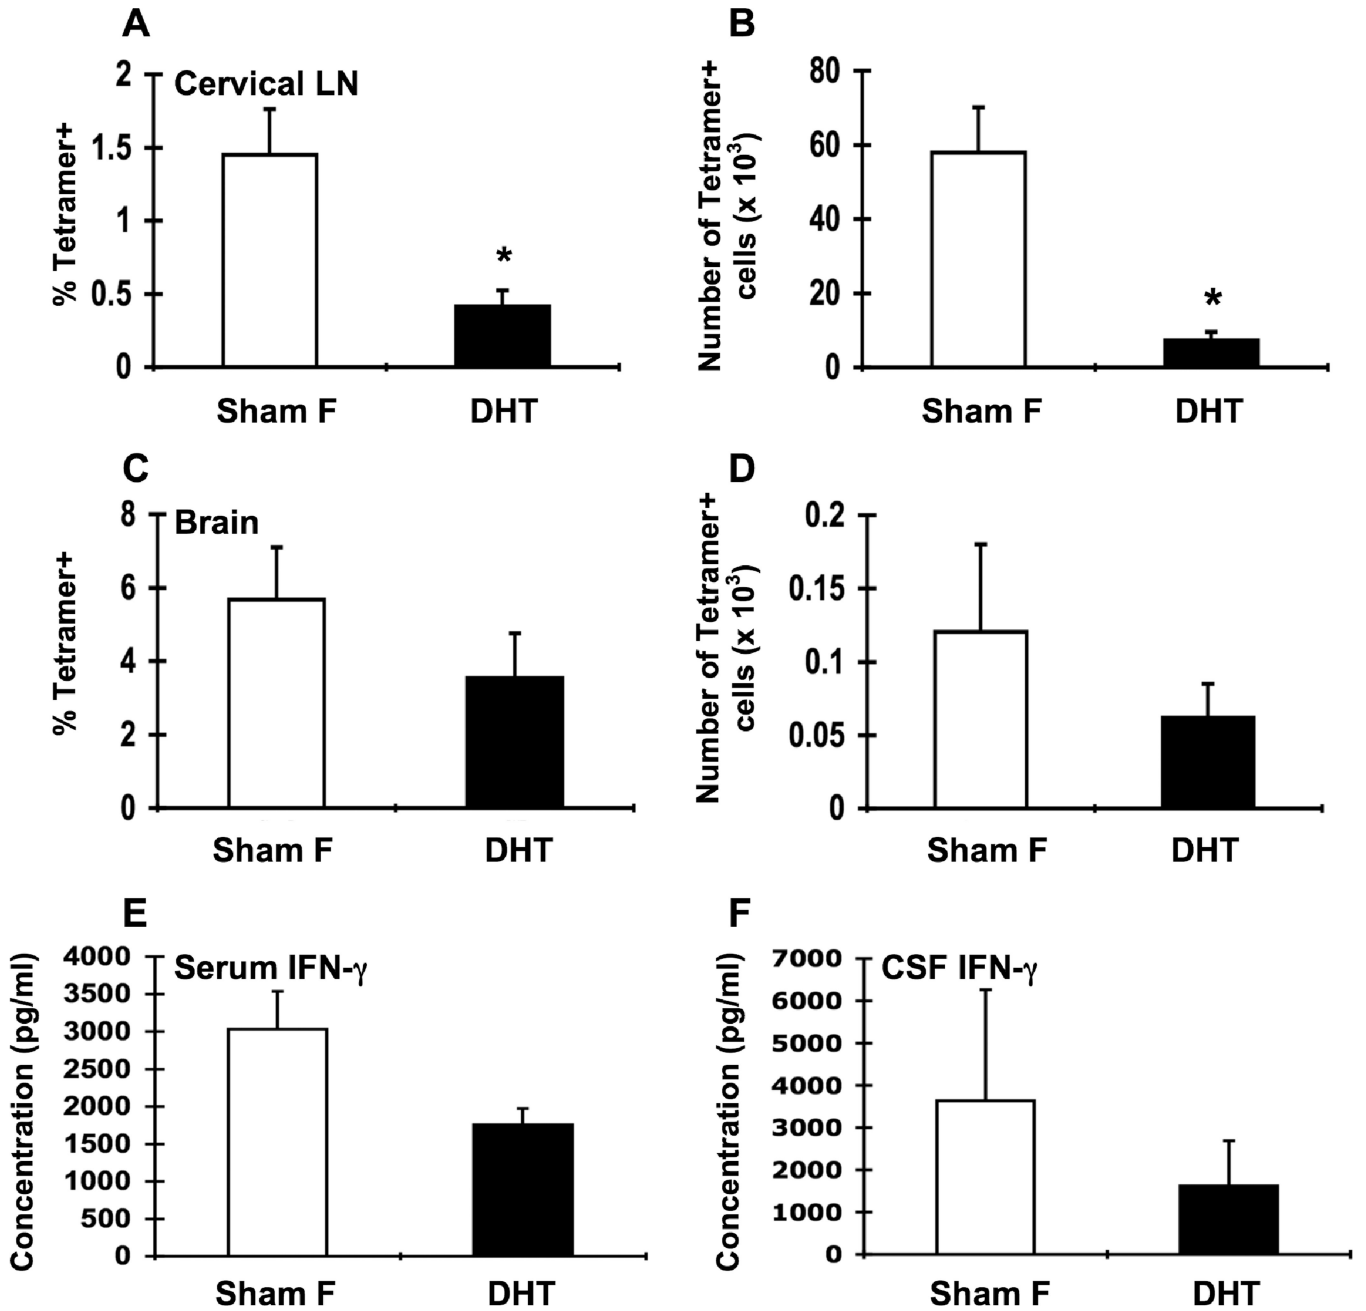 A
Cervical LN
% Tetramer+
2
1.5
1
0.5
0
*
Sham F
DHT
B
Number of Tetramer+
cells (x 10³)
80
60
40
20
0
*
Sham F
DHT
C
Brain
% Tetramer+
8
6
4
2
0
Sham F
DHT
D
Number of Tetramer+
cells (x 10³)
0.2
0.15
0.1
0.05
0
Sham F
DHT
E
Serum IFN-γ
Concentration (pg/ml)
4000
3500
3000
2500
2000
1500
1000
500
0
Sham F
DHT
F
CSF IFN-γ
Concentration (pg/ml)
7000
6000
5000
4000
3000
2000
1000
0
Sham F
DHT